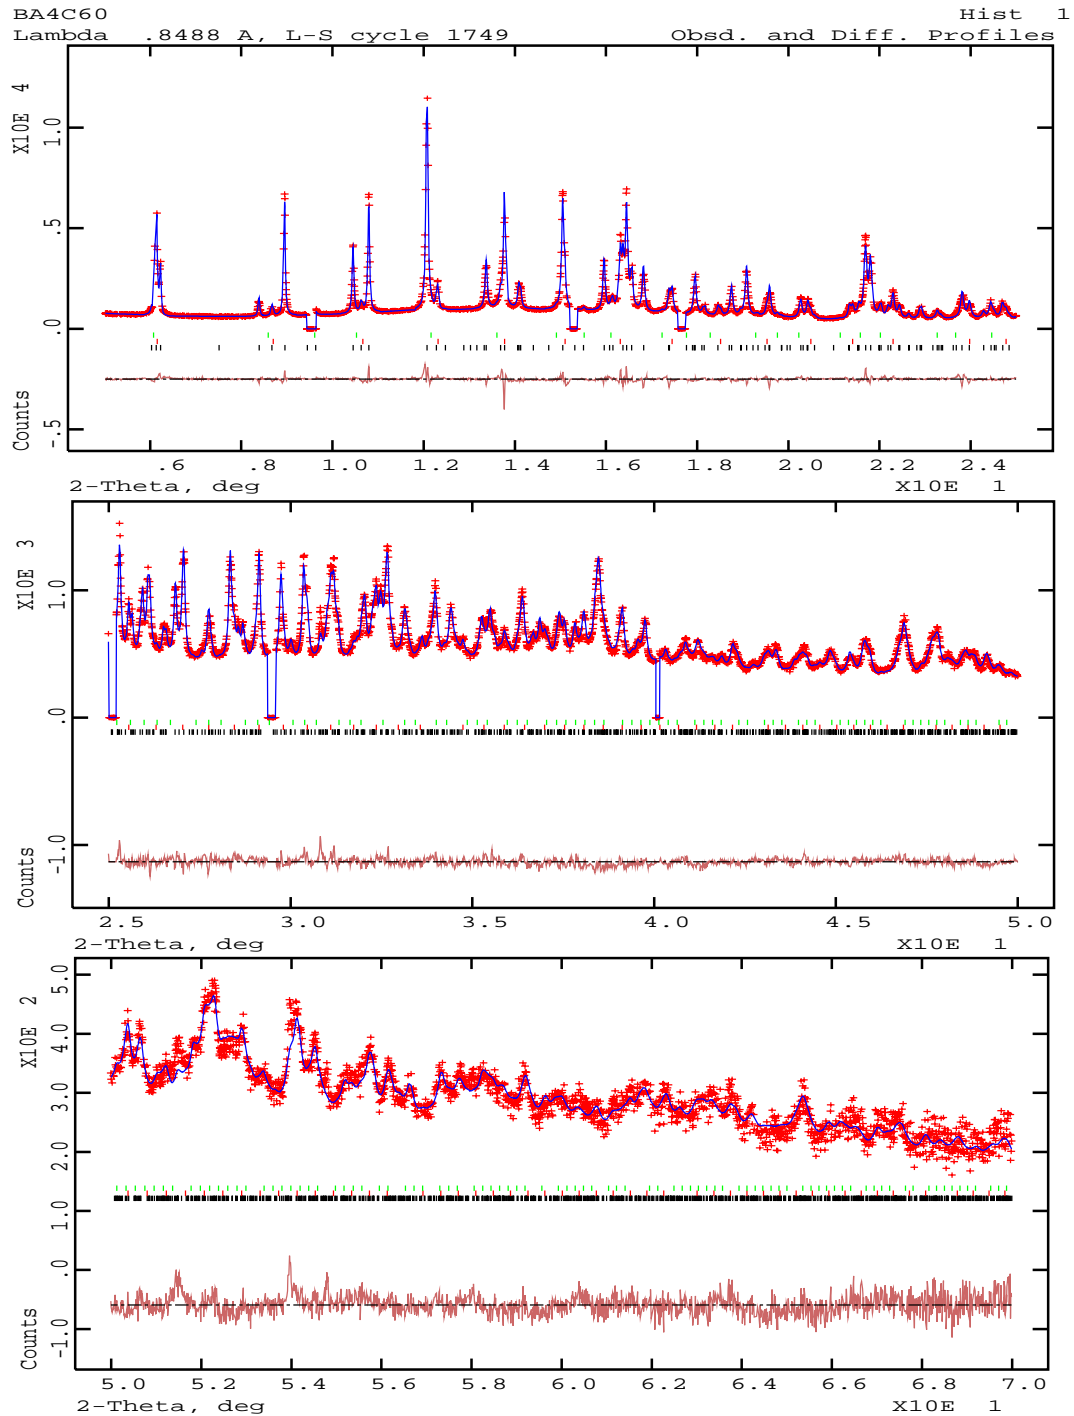 BA4C60 Hist 1
Lambda .8488 A, L-S cycle 1749 Obsd. and Diff. Profiles
X10E 4
1.0
.5
.0
-.5
Counts
.6 .8 1.0 1.2 1.4 1.6 1.8 2.0 2.2 2.4
2-Theta, deg X10E 1
X10E 3
1.0
.0
-1.0
Counts
2.5 3.0 3.5 4.0 4.5 5.0
2-Theta, deg X10E 1
X10E 2
5.0
4.0
3.0
2.0
1.0
.0
-1.0
Counts
5.0 5.2 5.4 5.6 5.8 6.0 6.2 6.4 6.6 6.8 7.0
2-Theta, deg X10E 1